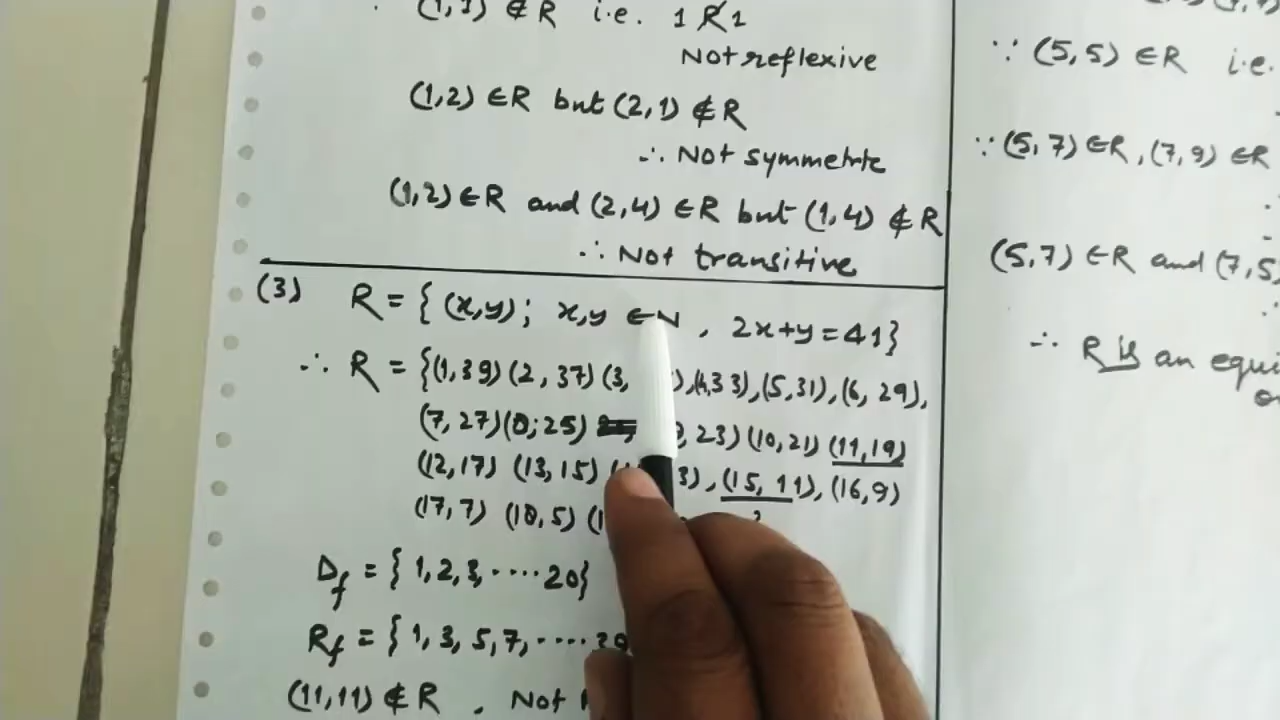 (1,1) ∉ R i.e. 1 R̸ 1
Not reflexive
(1,2) ∈ R but (2,1) ∉ R
∴ Not symmetric
(1,2) ∈ R and (2,4) ∈ R but (1,4) ∉ R
∴ Not transitive
(3) R = { (x,y); x,y ∈ N , 2x+y = 41}
∴ R = {(1,39) (2,37) (3, ),(4,33),(5,31),(6,29),
(7,27)(8,25) , 23) (10,21) (11,19)
(12,17) (13,15) 3), (15,11), (16,9)
(17,7) (18,5) (1
D_f = { 1,2,3, .... 20}
R_f = { 1, 3, 5, 7, ....
(11,11) ∉ R , Not
∵ (5,5) ∈ R i.e.
∵ (5,7) ∈ R, (7,9) ∈ R
(5,7) ∈ R and (7,5
∴ R is an equi